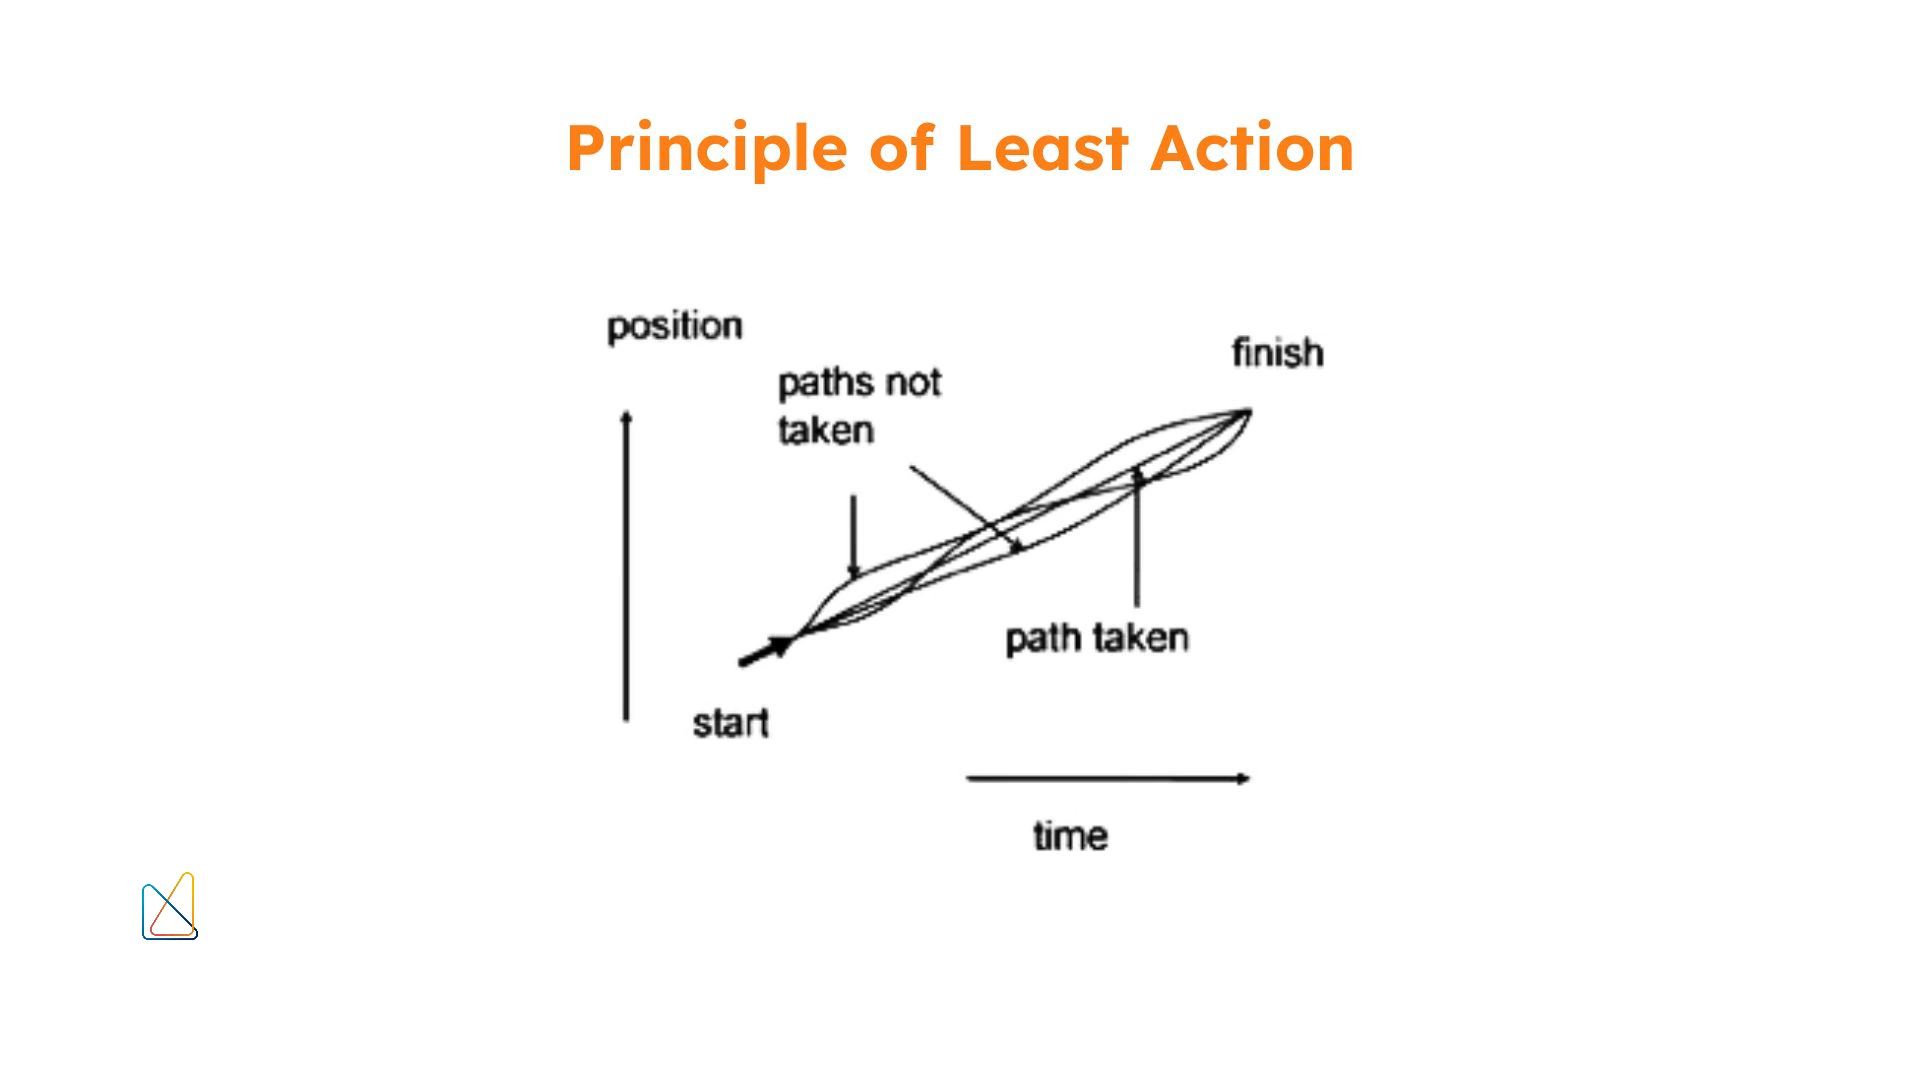 Principle of Least Action
position
finish
paths not
taken
path taken
start
time